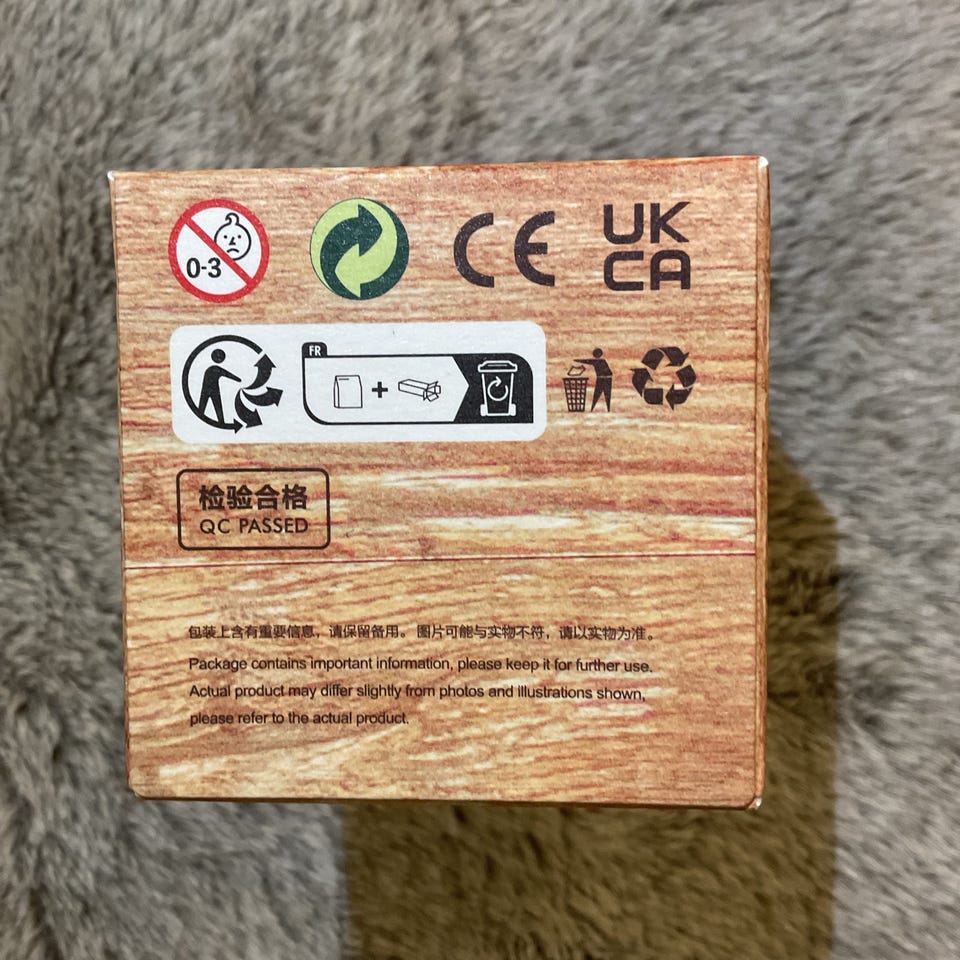 0-3
CE
UK
CA
FR
检验合格
QC PASSED
包装上含有重要信息，请保留备用。图片可能与实物不符，请以实物为准。
Package contains important information, please keep it for further use.
Actual product may differ slightly from photos and illustrations shown,
please refer to the actual product.